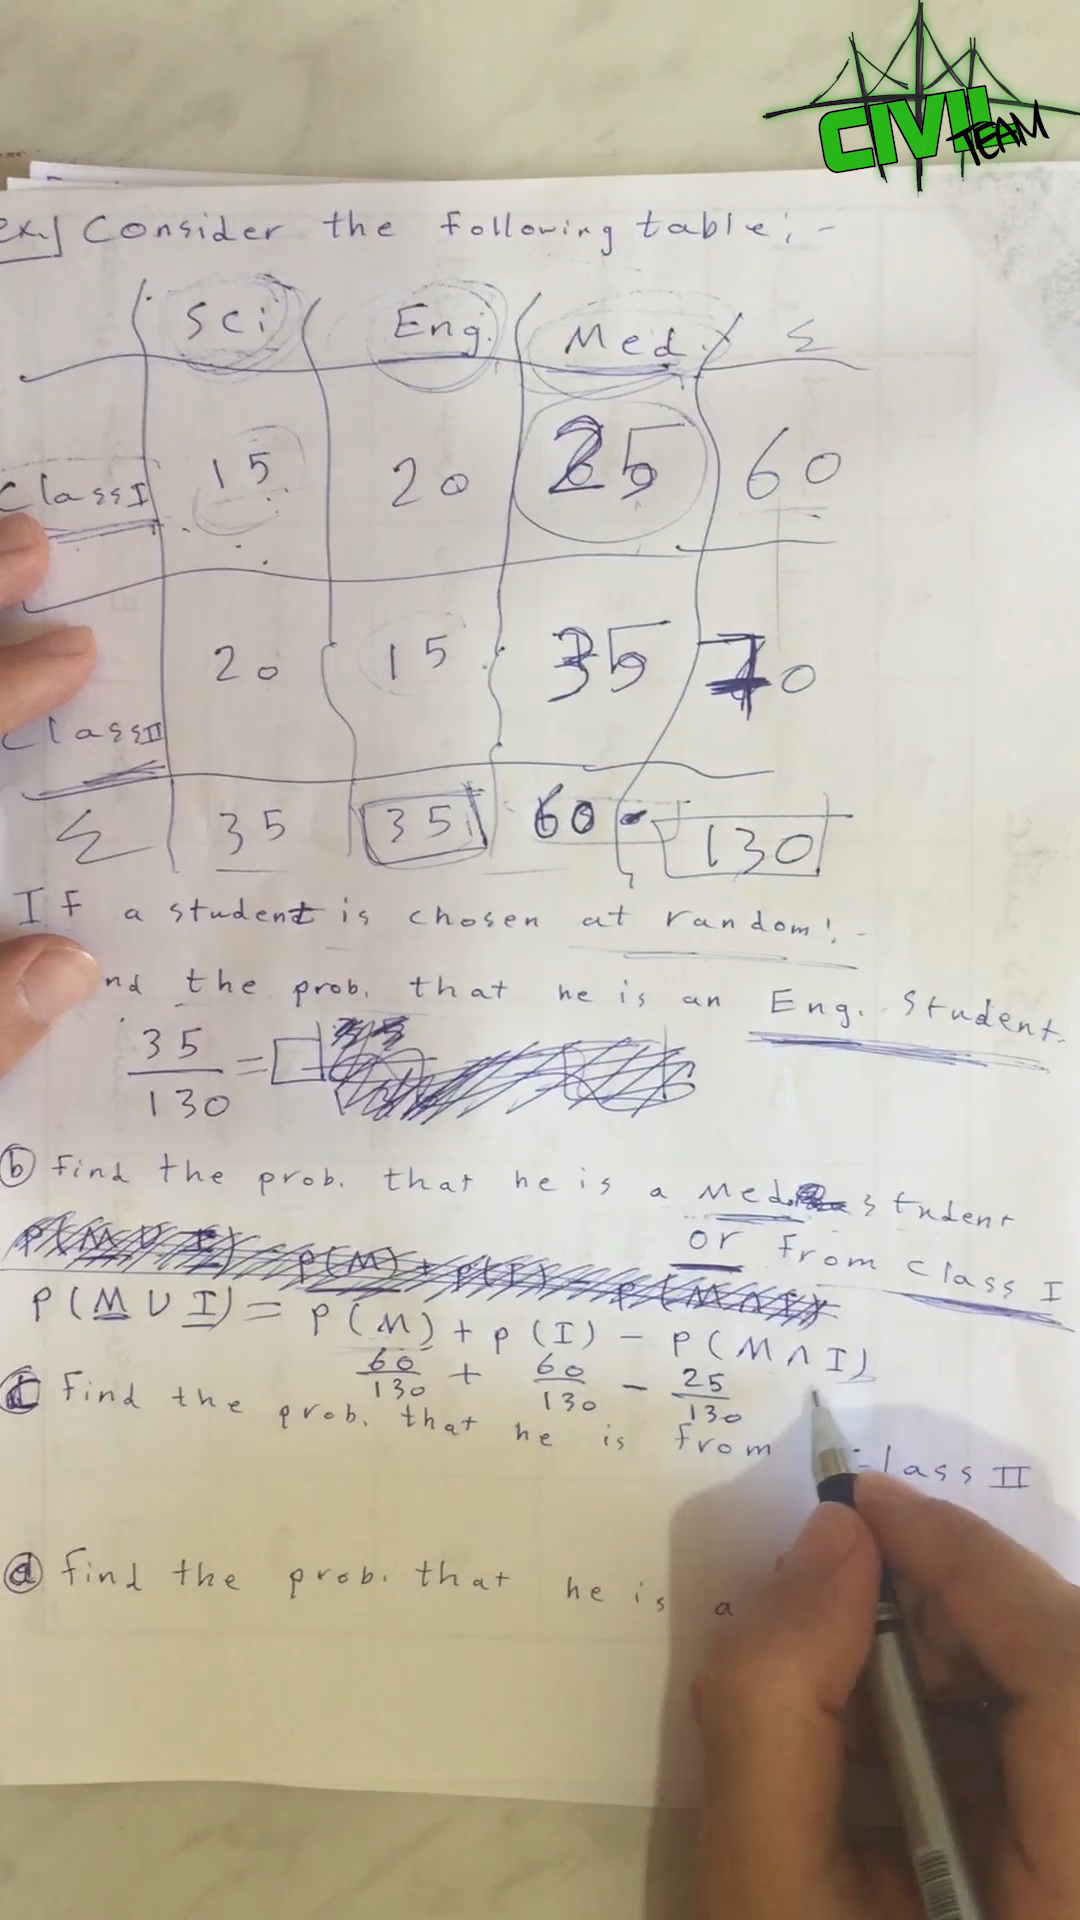 CIVIL TEAM
ex.] Consider the following table:-
Sci Eng. Med. Σ
Class I 15 20 25 60
Class II 20 15 35 70
Σ 35 35 60 130
If a student is chosen at random:-
nd the prob. that he is an Eng. Student.
35/130 = □
ⓑ Find the prob. that he is a Med. student
or from class I
P(M∪I) = P(M) + P(I) - P(M∩I)
60/130 + 60/130 - 25/130
ⓒ Find the prob. that he is from class II
ⓓ find the prob. that he is a